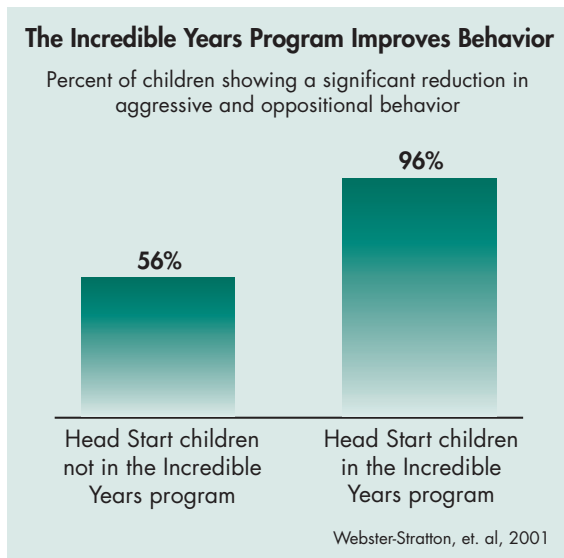 The Incredible Years Program Improves Behavior
Percent of children showing a significant reduction in
aggressive and oppositional behavior
96%
56%
Head Start children
not in the Incredible
Years program
Head Start children
in the Incredible
Years program
Webster-Stratton, et. al, 2001